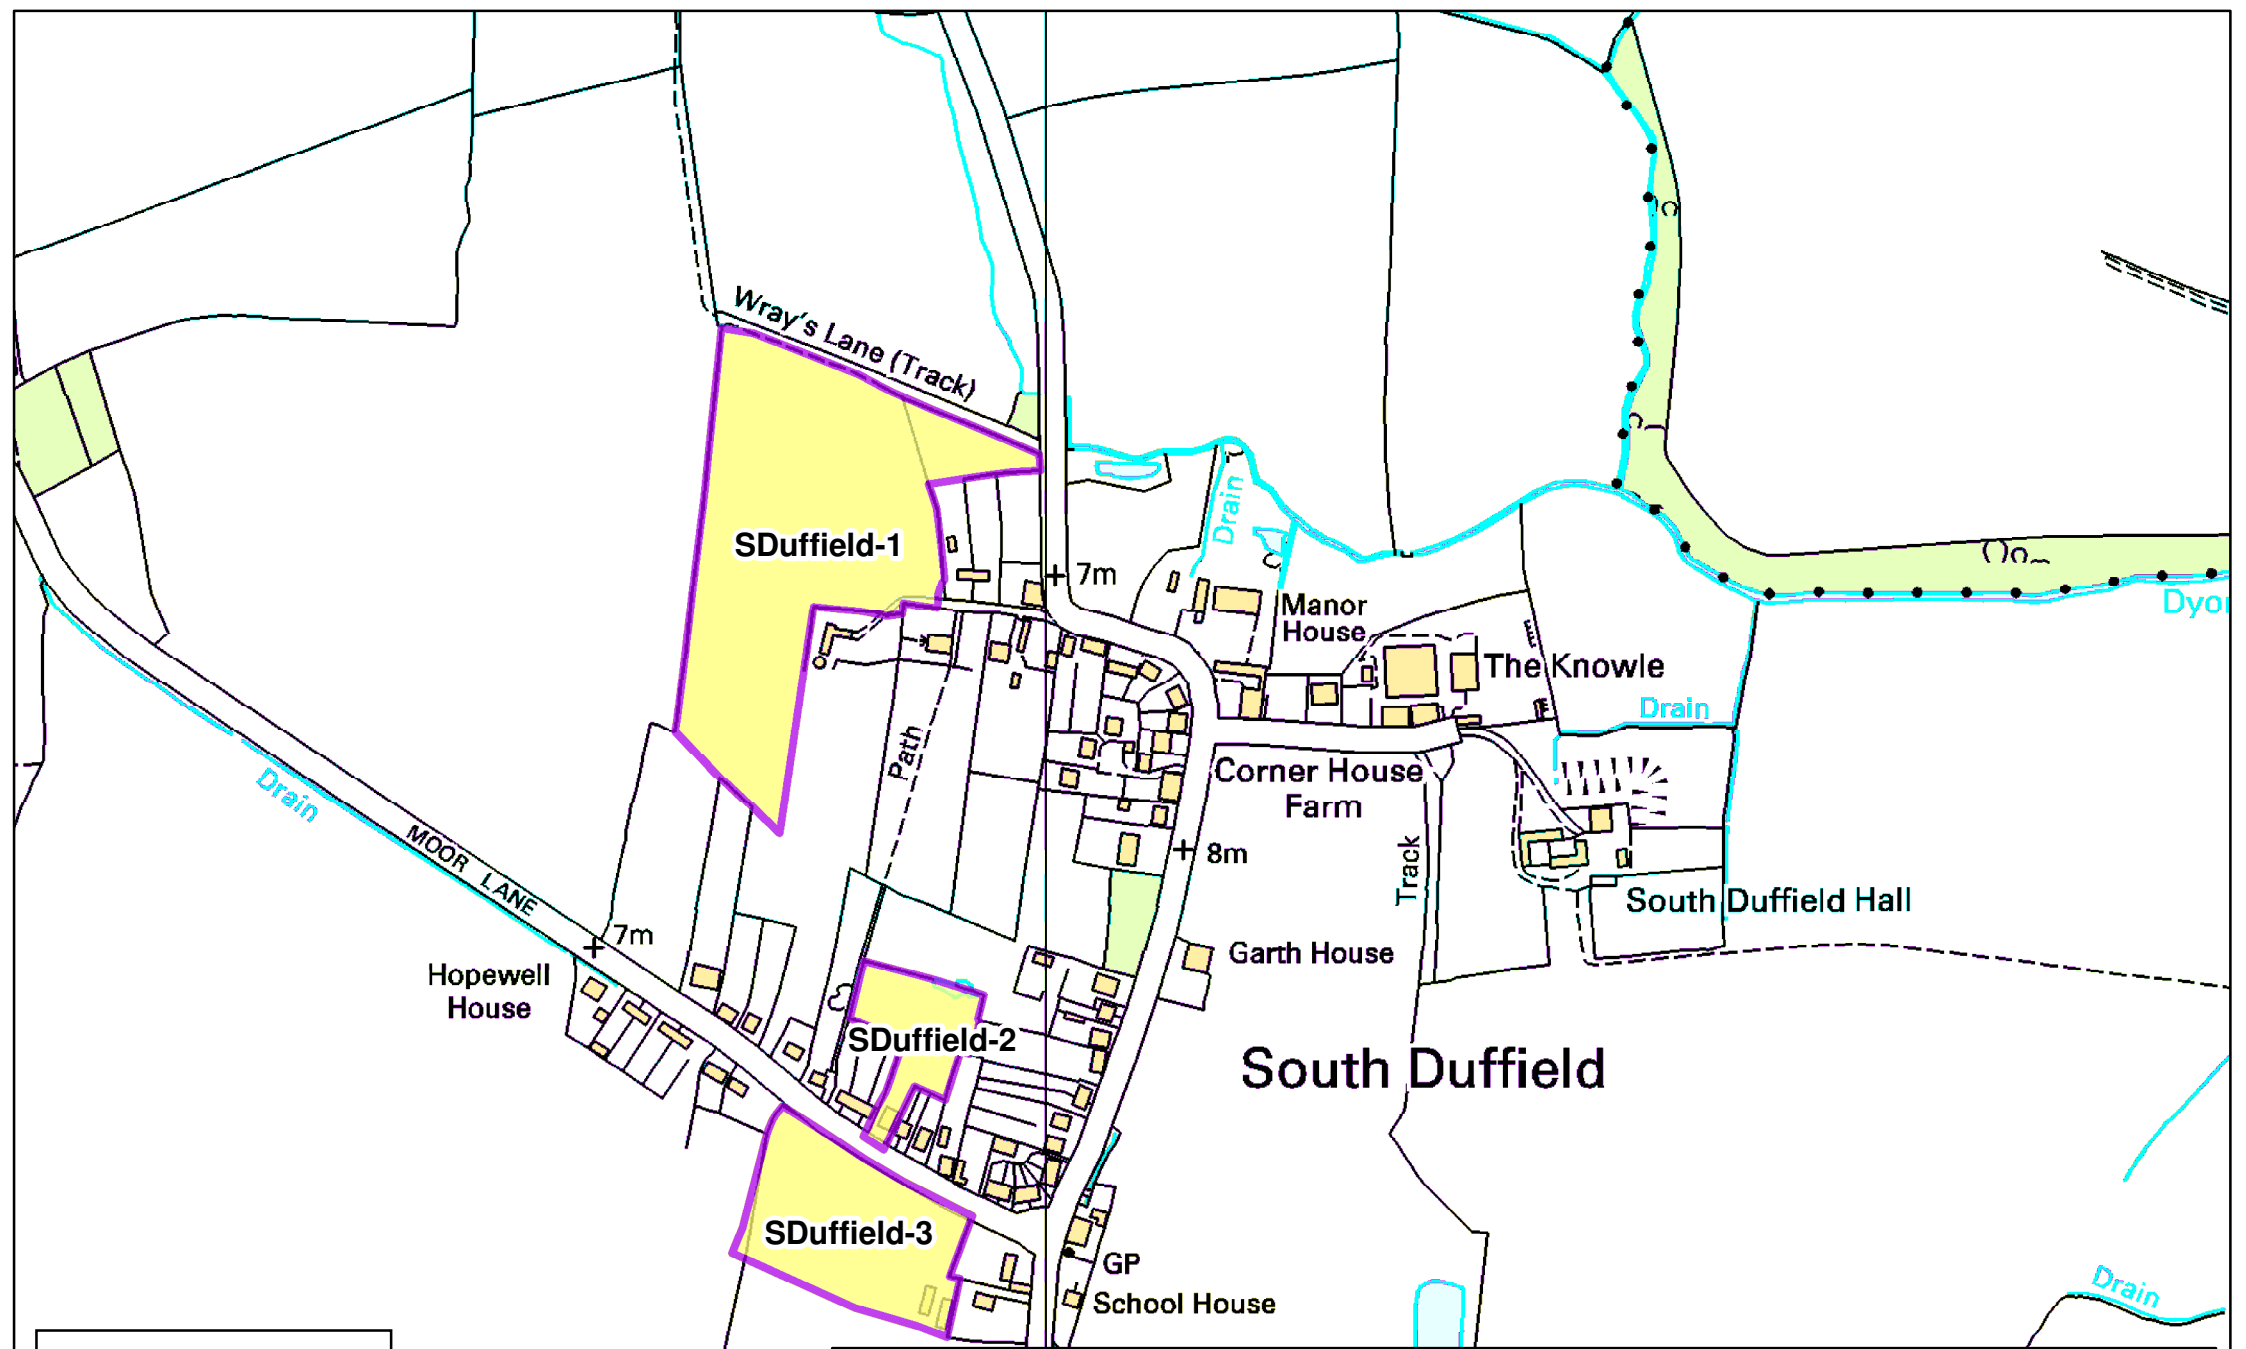 Wray's Lane (Track)
SDuffield-1
7m
Drain
Manor
House
The Knowle
Dyo
Drain
Path
Corner House
Farm
Drain
MOOR LANE
8m
Track
South Duffield Hall
7m
Garth House
Hopewell
House
SDuffield-2
South Duffield
SDuffield-3
GP
School House
Drain